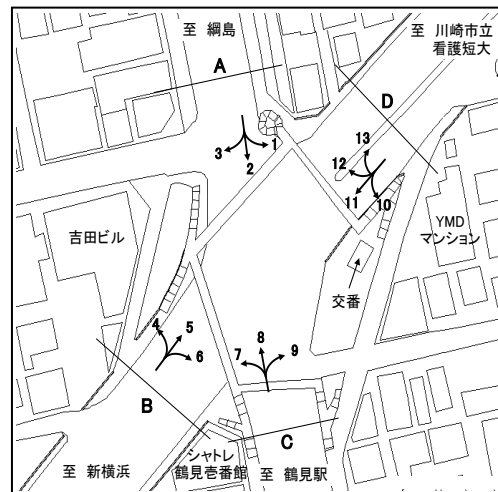 至 綱島
至 川崎市立
看護短大
A
D
3
2
1
13
12
11
10
吉田ビル
YMD
マンション
交番
4
5
6
7
8
9
B
C
至 新横浜
シャトレ
鶴見壱番館
至 鶴見駅